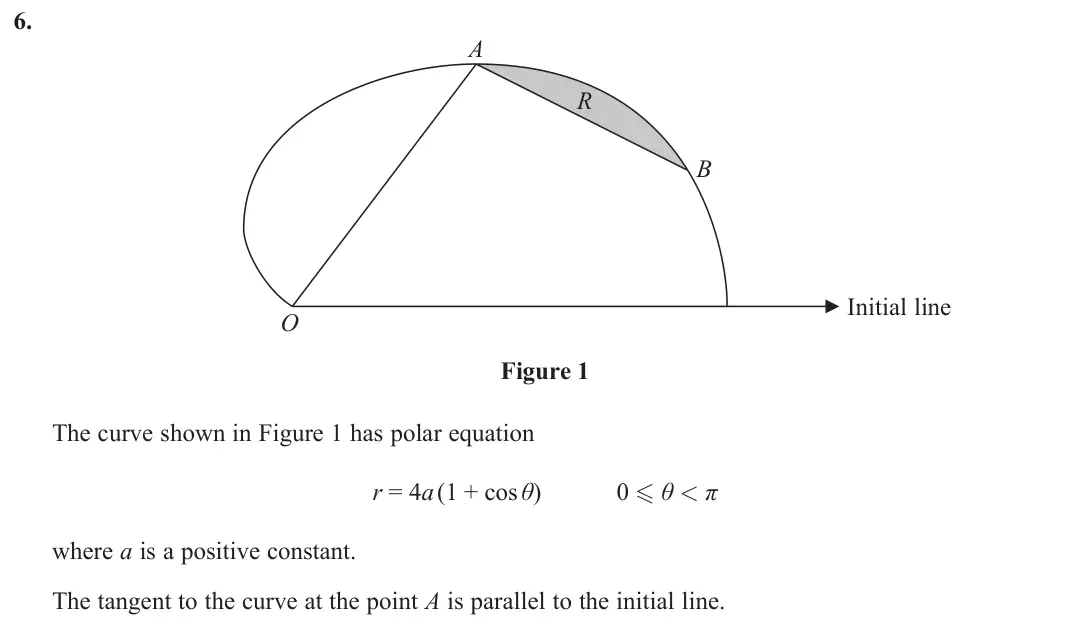 6.
A
R
B
Initial line
O
Figure 1
The curve shown in Figure 1 has polar equation
r = 4a(1 + cos θ) 0 ⩽ θ < π
where a is a positive constant.
The tangent to the curve at the point A is parallel to the initial line.